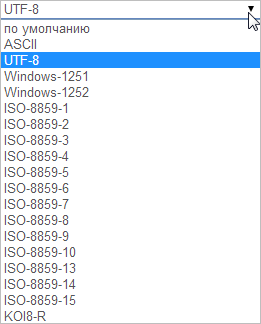 UTF-8
по умолчанию
ASCII
UTF-8
Windows-1251
Windows-1252
ISO-8859-1
ISO-8859-2
ISO-8859-3
ISO-8859-4
ISO-8859-5
ISO-8859-6
ISO-8859-7
ISO-8859-8
ISO-8859-9
ISO-8859-10
ISO-8859-13
ISO-8859-14
ISO-8859-15
KOI8-R